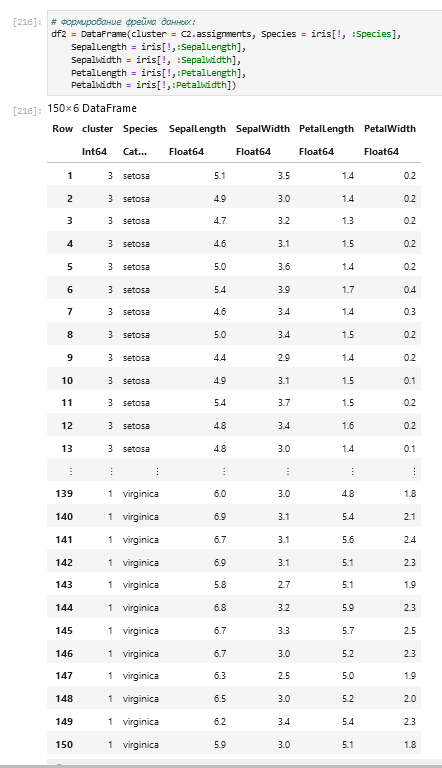 [216]: # Формирование фрейма данных:
df2 = DataFrame(cluster = C2.assignments, Species = iris[!, :Species],
SepalLength = iris[!,:SepalLength],
SepalWidth = iris[!, :SepalWidth],
PetalLength = iris[!,:PetalLength],
PetalWidth = iris[!,:PetalWidth])
[216]: 150×6 DataFrame
Row cluster Species SepalLength SepalWidth PetalLength PetalWidth
Int64 Cat… Float64 Float64 Float64 Float64
1 3 setosa 5.1 3.5 1.4 0.2
2 3 setosa 4.9 3.0 1.4 0.2
3 3 setosa 4.7 3.2 1.3 0.2
4 3 setosa 4.6 3.1 1.5 0.2
5 3 setosa 5.0 3.6 1.4 0.2
6 3 setosa 5.4 3.9 1.7 0.4
7 3 setosa 4.6 3.4 1.4 0.3
8 3 setosa 5.0 3.4 1.5 0.2
9 3 setosa 4.4 2.9 1.4 0.2
10 3 setosa 4.9 3.1 1.5 0.1
11 3 setosa 5.4 3.7 1.5 0.2
12 3 setosa 4.8 3.4 1.6 0.2
13 3 setosa 4.8 3.0 1.4 0.1
⋮ ⋮ ⋮ ⋮ ⋮ ⋮ ⋮
139 1 virginica 6.0 3.0 4.8 1.8
140 1 virginica 6.9 3.1 5.4 2.1
141 1 virginica 6.7 3.1 5.6 2.4
142 1 virginica 6.9 3.1 5.1 2.3
143 1 virginica 5.8 2.7 5.1 1.9
144 1 virginica 6.8 3.2 5.9 2.3
145 1 virginica 6.7 3.3 5.7 2.5
146 1 virginica 6.7 3.0 5.2 2.3
147 1 virginica 6.3 2.5 5.0 1.9
148 1 virginica 6.5 3.0 5.2 2.0
149 1 virginica 6.2 3.4 5.4 2.3
150 1 virginica 5.9 3.0 5.1 1.8